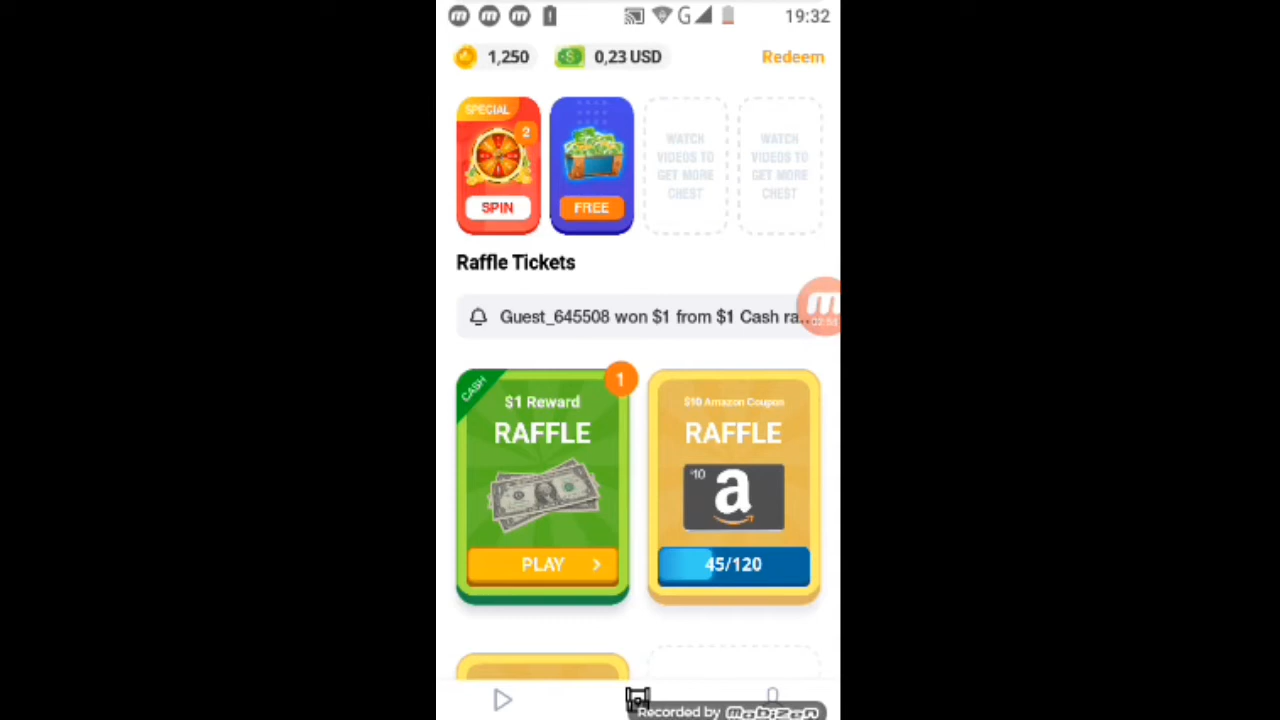 G 19:32
1,250 0,23 USD Redeem
SPECIAL
2
SPIN
FREE
WATCH
VIDEOS TO
GET MORE
CHEST
WATCH
VIDEOS TO
GET MORE
CHEST
Raffle Tickets
Guest_645508 won $1 from $1 Cash ra..
CASH
1
$1 Reward
RAFFLE
PLAY
$10 Amazon Coupon
RAFFLE
$10
a
45/120
Recorded by mobizen